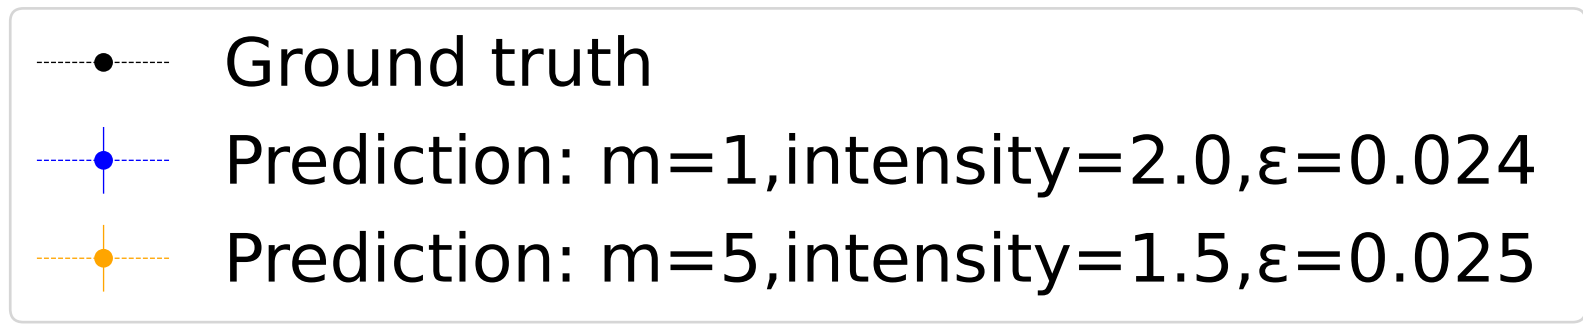 Ground truth
Prediction: m=1,intensity=2.0,ε=0.024
Prediction: m=5,intensity=1.5,ε=0.025